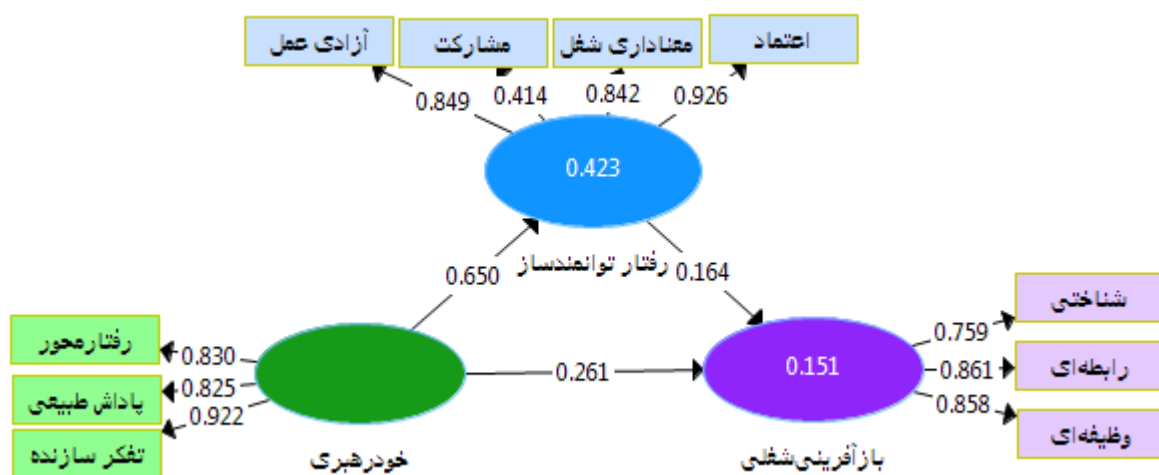 آزادی عمل
مشارکت
معناداری شغل
اعتماد
0.849
0.414
0.842
0.926
0.423
رفتار توانمندساز
0.650
0.164
رفتارمحور
پاداش طبیعی
تفکر سازنده
0.830
0.825
0.922
خودرهبری
0.261
0.151
بازآفرینی‌شغلی
0.759
0.861
0.858
شناختی
رابطه‌ای
وظیفه‌ای